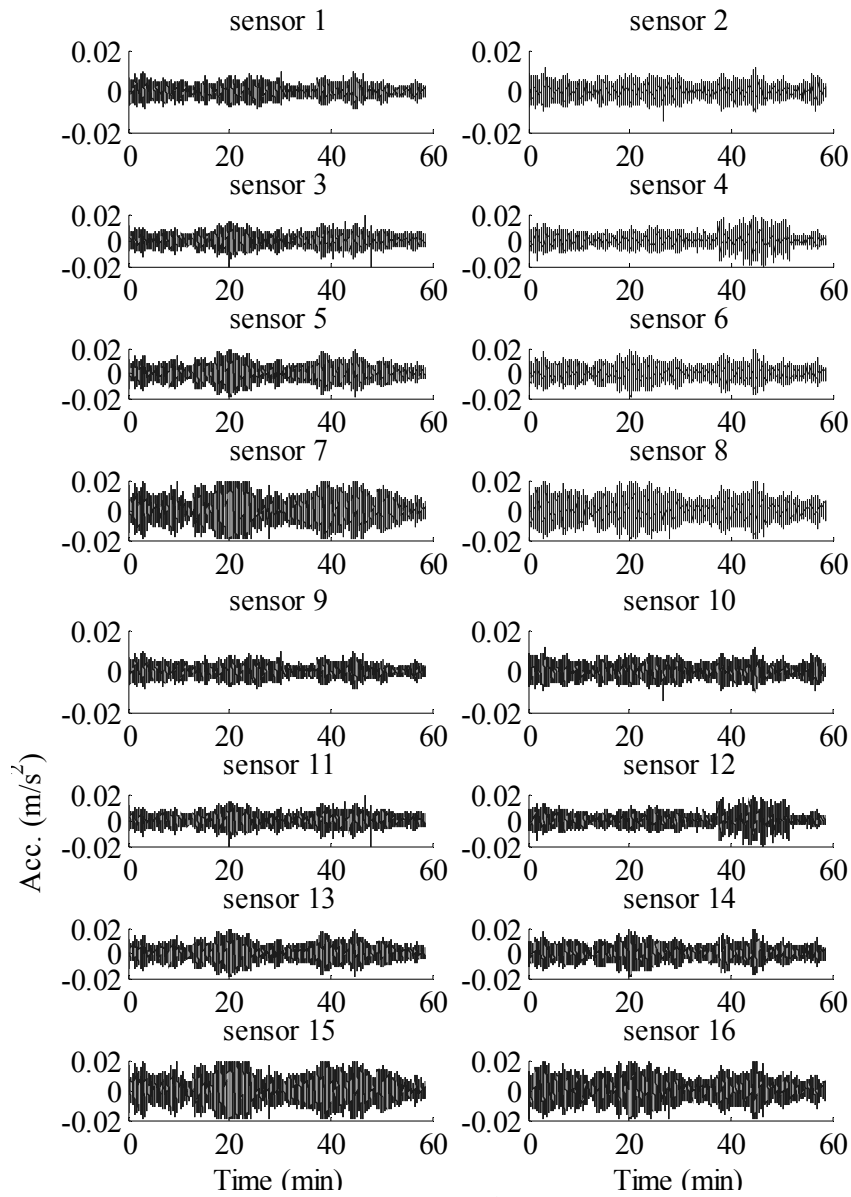 sensor 1 sensor 2
0.02 0.02
0 0
-0.02 -0.02
0 20 40 60 0 20 40 60
sensor 3 sensor 4
0.02 0.02
0 0
-0.02 -0.02
0 20 40 60 0 20 40 60
sensor 5 sensor 6
0.02 0.02
0 0
-0.02 -0.02
0 20 40 60 0 20 40 60
sensor 7 sensor 8
0.02 0.02
0 0
-0.02 -0.02
0 20 40 60 0 20 40 60
sensor 9 sensor 10
0.02 0.02
0 0
-0.02 -0.02
0 20 40 60 0 20 40 60
Acc. (m/s²)
sensor 11 sensor 12
0.02 0.02
0 0
-0.02 -0.02
0 20 40 60 0 20 40 60
sensor 13 sensor 14
0.02 0.02
0 0
-0.02 -0.02
0 20 40 60 0 20 40 60
sensor 15 sensor 16
0.02 0.02
0 0
-0.02 -0.02
0 20 40 60 0 20 40 60
Time (min) Time (min)